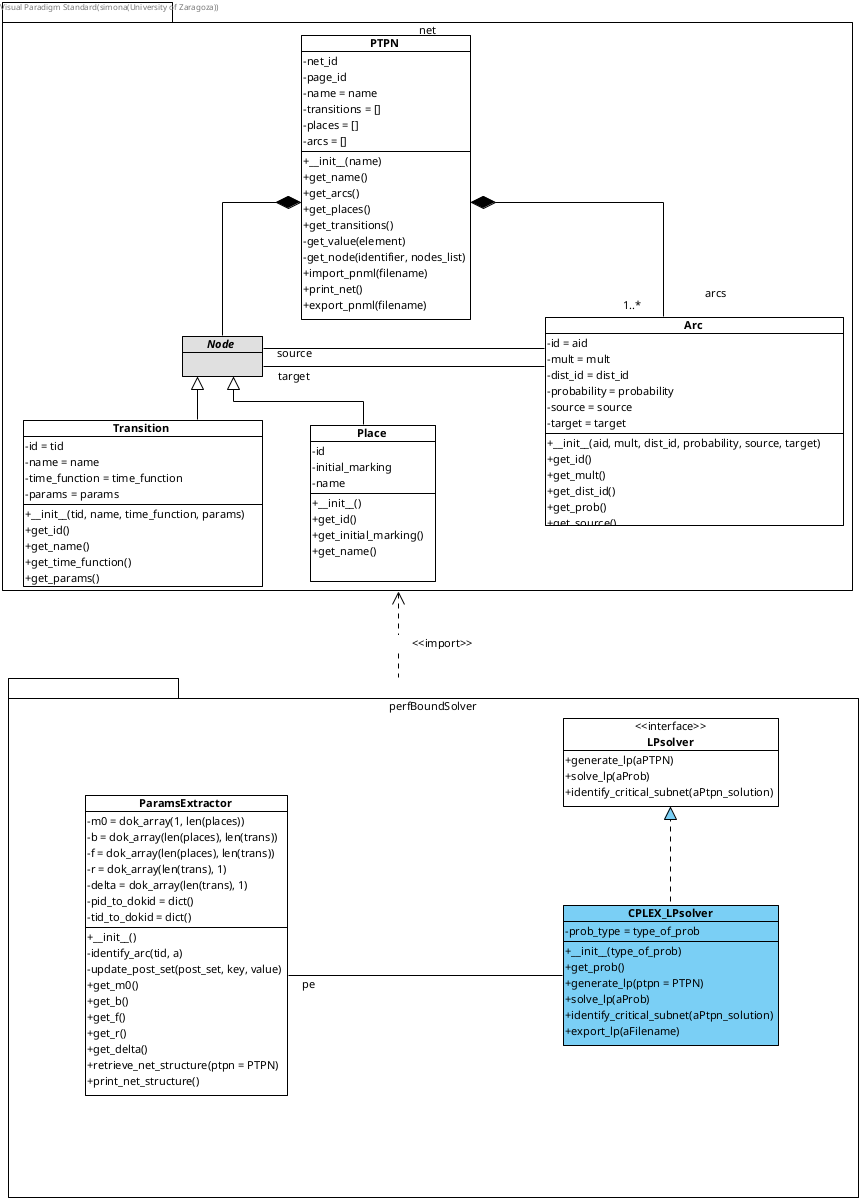 Visual Paradigm Standard(simona(University of Zaragoza))
net
PTPN
-net_id
-page_id
-name = name
-transitions = []
-places = []
-arcs = []
+__init__(name)
+get_name()
+get_arcs()
+get_places()
+get_transitions()
-get_value(element)
-get_node(identifier, nodes_list)
+import_pnml(filename)
+print_net()
+export_pnml(filename)
arcs
1..*
Node
source
target
Arc
-id = aid
-mult = mult
-dist_id = dist_id
-probability = probability
-source = source
-target = target
+__init__(aid, mult, dist_id, probability, source, target)
+get_id()
+get_mult()
+get_dist_id()
+get_prob()
+get_source()
Transition
-id = tid
-name = name
-time_function = time_function
-params = params
+__init__(tid, name, time_function, params)
+get_id()
+get_name()
+get_time_function()
+get_params()
Place
-id
-initial_marking
-name
+__init__()
+get_id()
+get_initial_marking()
+get_name()
<<import>>
perfBoundSolver
<<interface>>
LPsolver
+generate_lp(aPTPN)
+solve_lp(aProb)
+identify_critical_subnet(aPtpn_solution)
ParamsExtractor
-m0 = dok_array(1, len(places))
-b = dok_array(len(places), len(trans))
-f = dok_array(len(places), len(trans))
-r = dok_array(len(trans), 1)
-delta = dok_array(len(trans), 1)
-pid_to_dokid = dict()
-tid_to_dokid = dict()
+__init__()
-identify_arc(tid, a)
-update_post_set(post_set, key, value)
+get_m0()
+get_b()
+get_f()
+get_r()
+get_delta()
+retrieve_net_structure(ptpn = PTPN)
+print_net_structure()
pe
CPLEX_LPsolver
-prob_type = type_of_prob
+__init__(type_of_prob)
+get_prob()
+generate_lp(ptpn = PTPN)
+solve_lp(aProb)
+identify_critical_subnet(aPtpn_solution)
+export_lp(aFilename)